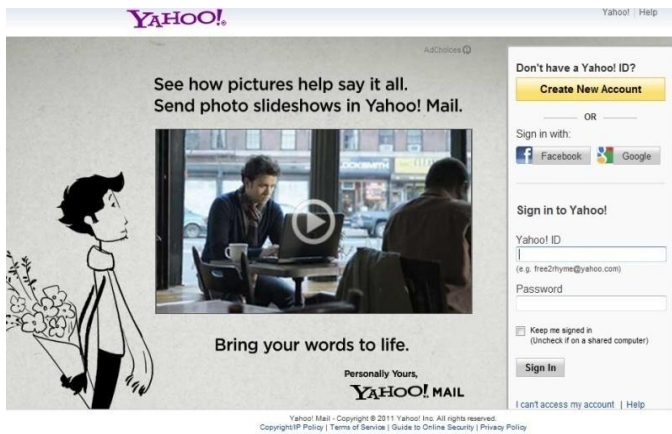 YAHOO!
Yahoo! | Help
AdChoices
See how pictures help say it all.
Send photo slideshows in Yahoo! Mail.
LOCKSMITH
Bring your words to life.
Personally Yours,
YAHOO! MAIL
Don't have a Yahoo! ID?
Create New Account
OR
Sign in with:
Facebook
Google
Sign in to Yahoo!
Yahoo! ID
(e.g. free2rhyme@yahoo.com)
Password
Keep me signed in
(Uncheck if on a shared computer)
Sign In
I can't access my account | Help
Yahoo! Mail - Copyright © 2011 Yahoo! Inc. All rights reserved.
Copyright/IP Policy | Terms of Service | Guide to Online Security | Privacy Policy